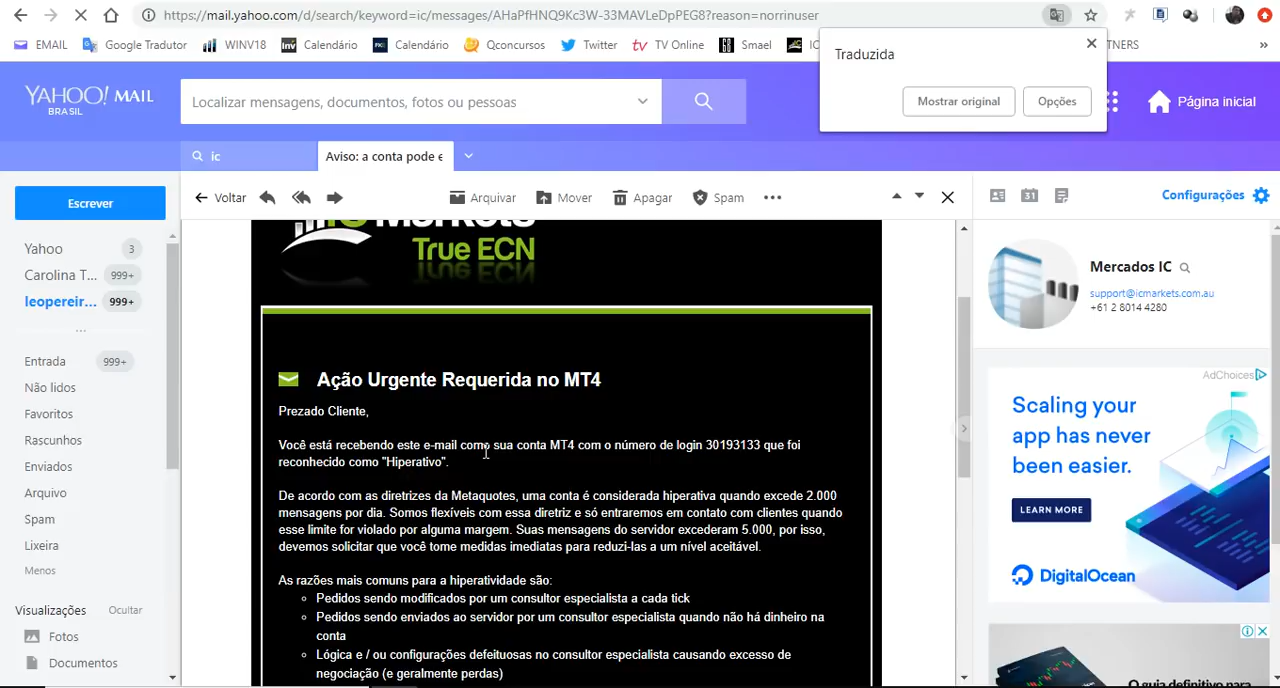 https://mail.yahoo.com/d/search/keyword=ic/messages/AHaPfHNQ9Kc3W-33MAVLeDpPEG8?reason=norrinuser
EMAIL
Google Tradutor
WINV18
Calendário
Calendário
Qconcursos
Twitter
TV Online
Smael
TNERS
»
Traduzida
Mostrar original
Opções
YAHOO! MAIL
BRASIL
Localizar mensagens, documentos, fotos ou pessoas
Página inicial
ic
Aviso: a conta pode e
Escrever
Voltar
Arquivar
Mover
Apagar
Spam
Configurações
Yahoo 3
Carolina T... 999+
leopereir... 999+
...
Entrada 999+
Não lidos
Favoritos
Rascunhos
Enviados
Arquivo
Spam
Lixeira
Menos
Visualizações Ocultar
Fotos
Documentos
Markets
True ECN
Ação Urgente Requerida no MT4
Prezado Cliente,
Você está recebendo este e-mail como sua conta MT4 com o número de login 30193133 que foi
reconhecido como "Hiperativo".
De acordo com as diretrizes da Metaquotes, uma conta é considerada hiperativa quando excede 2.000
mensagens por dia. Somos flexíveis com essa diretriz e só entraremos em contato com clientes quando
esse limite for violado por alguma margem. Suas mensagens do servidor excederam 5.000, por isso,
devemos solicitar que você tome medidas imediatas para reduzi-las a um nível aceitável.
As razões mais comuns para a hiperatividade são:
Pedidos sendo modificados por um consultor especialista a cada tick
Pedidos sendo enviados ao servidor por um consultor especialista quando não há dinheiro na
conta
Lógica e / ou configurações defeituosas no consultor especialista causando excesso de
negociação (e geralmente perdas)
31
Mercados IC
support@icmarkets.com.au
+61 2 8014 4280
AdChoices
Scaling your
app has never
been easier.
LEARN MORE
DigitalOcean
O guia definitivo para